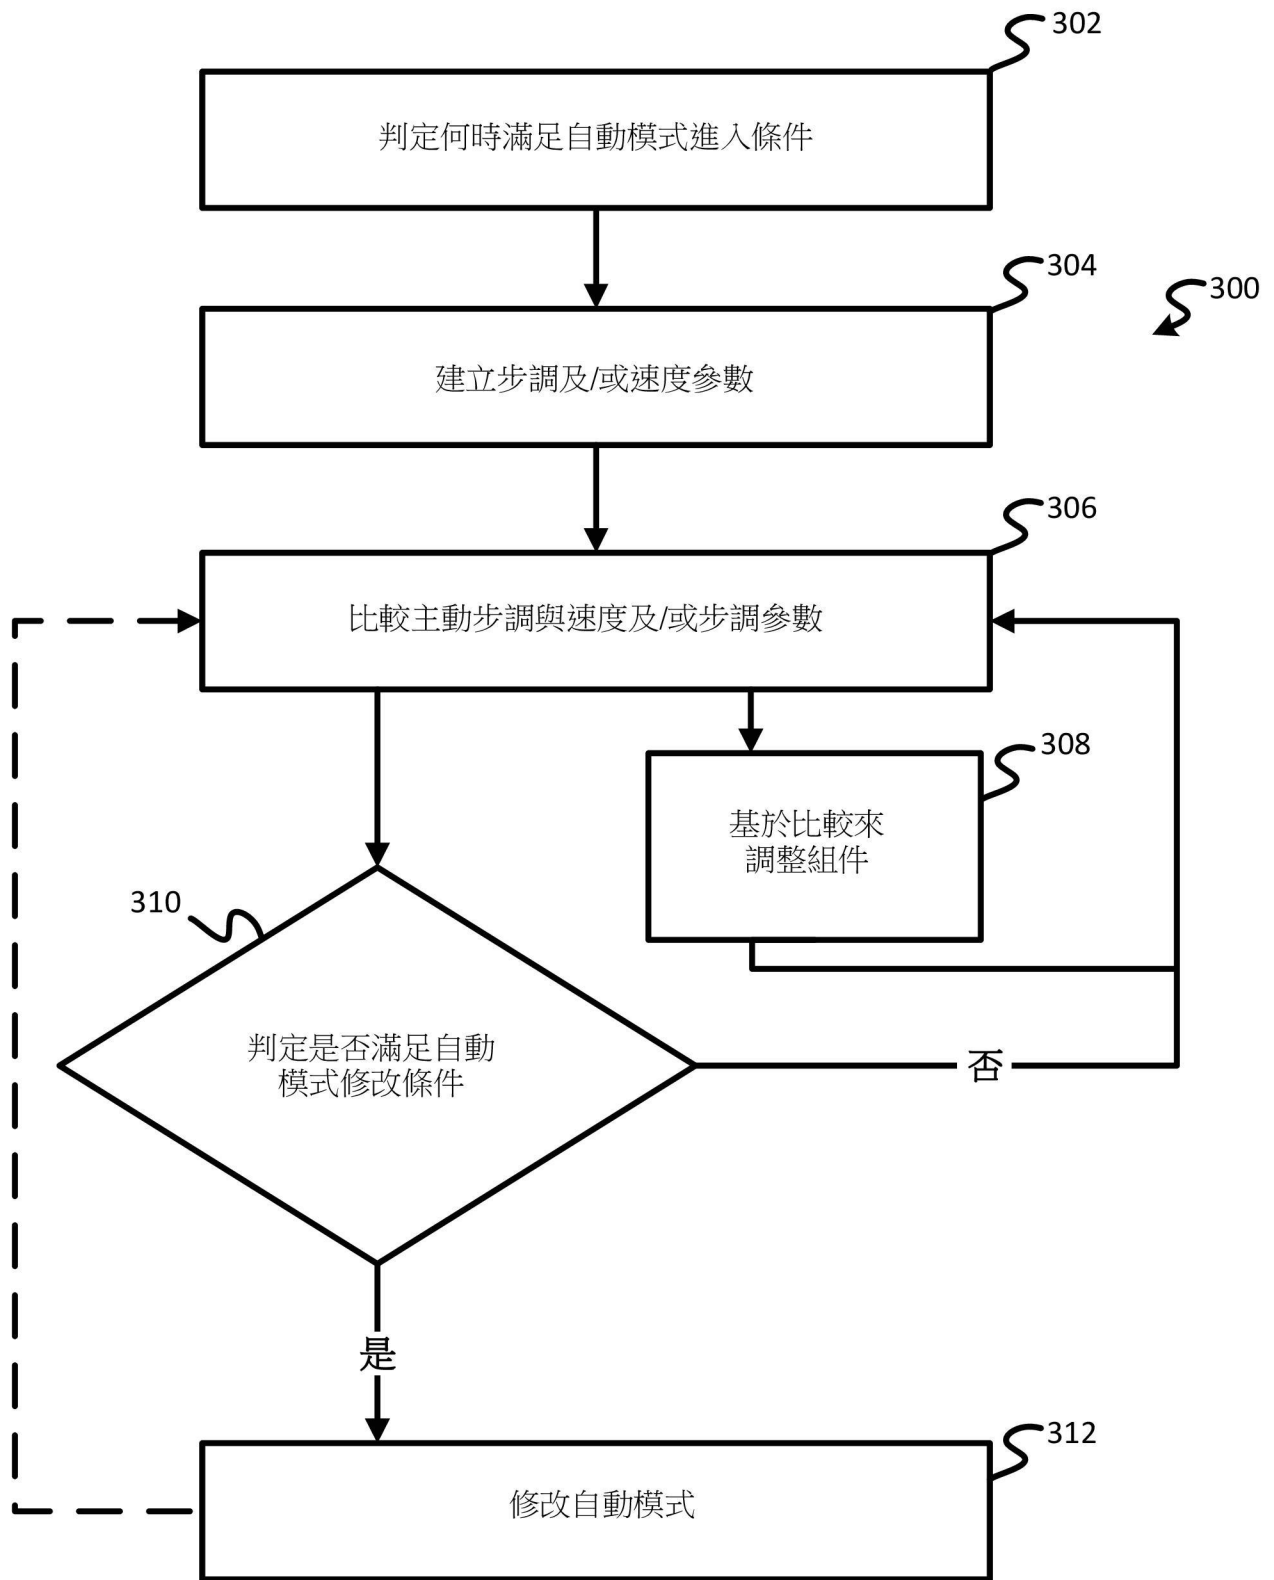 302
判定何時滿足自動模式進入條件
304
300
建立步調及/或速度參數
306
比較主動步調與速度及/或步調參數
308
基於比較來
調整組件
310
判定是否滿足自動
模式修改條件
否
是
312
修改自動模式